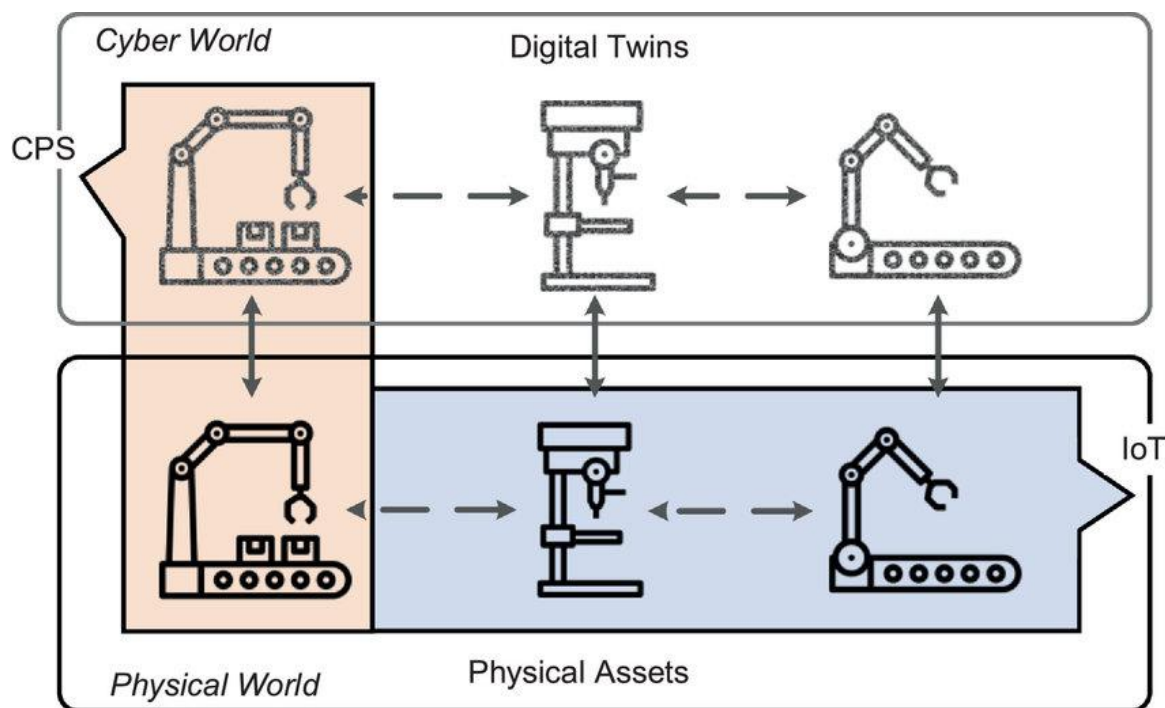 Cyber World
Digital Twins
CPS
IoT
Physical Assets
Physical World